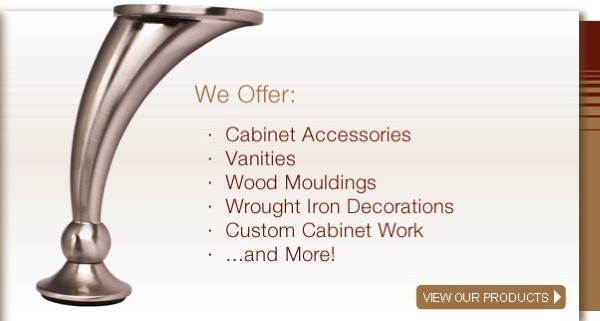 We Offer:
· Cabinet Accessories
· Vanities
· Wood Mouldings
· Wrought Iron Decorations
· Custom Cabinet Work
· ...and More!
VIEW OUR PRODUCTS